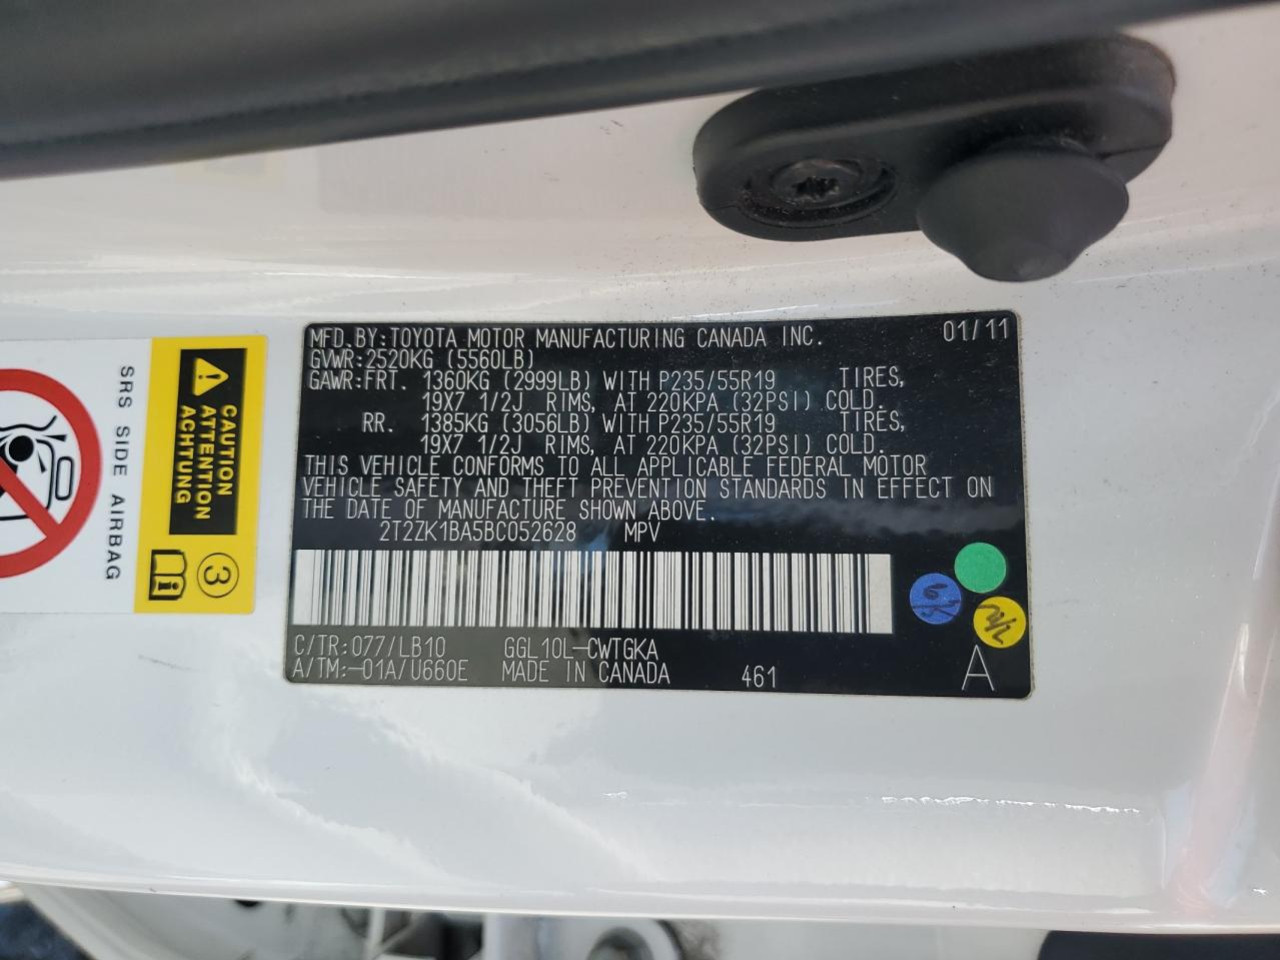 MFD.BY:TOYOTA MOTOR MANUFACTURING CANADA INC. 01/11
GVWR:2520KG (5560LB)
GAWR:FRT. 1360KG (2999LB) WITH P235/55R19 TIRES,
19X7 1/2J RIMS, AT 220KPA (32PSI) COLD.
RR. 1385KG (3056LB) WITH P235/55R19 TIRES,
19X7 1/2J RIMS, AT 220KPA (32PSI) COLD.
THIS VEHICLE CONFORMS TO ALL APPLICABLE FEDERAL MOTOR
VEHICLE SAFETY AND THEFT PREVENTION STANDARDS IN EFFECT ON
THE DATE OF MANUFACTURE SHOWN ABOVE.
2T2ZK1BA5BC052628 MPV
C/TR:077/LB10 GGL10L-CWTGKA
A/TM:-01A/U660E MADE IN CANADA 461 A
SRS SIDE AIRBAG
CAUTION
ATTENTION
ACHTUNG
3